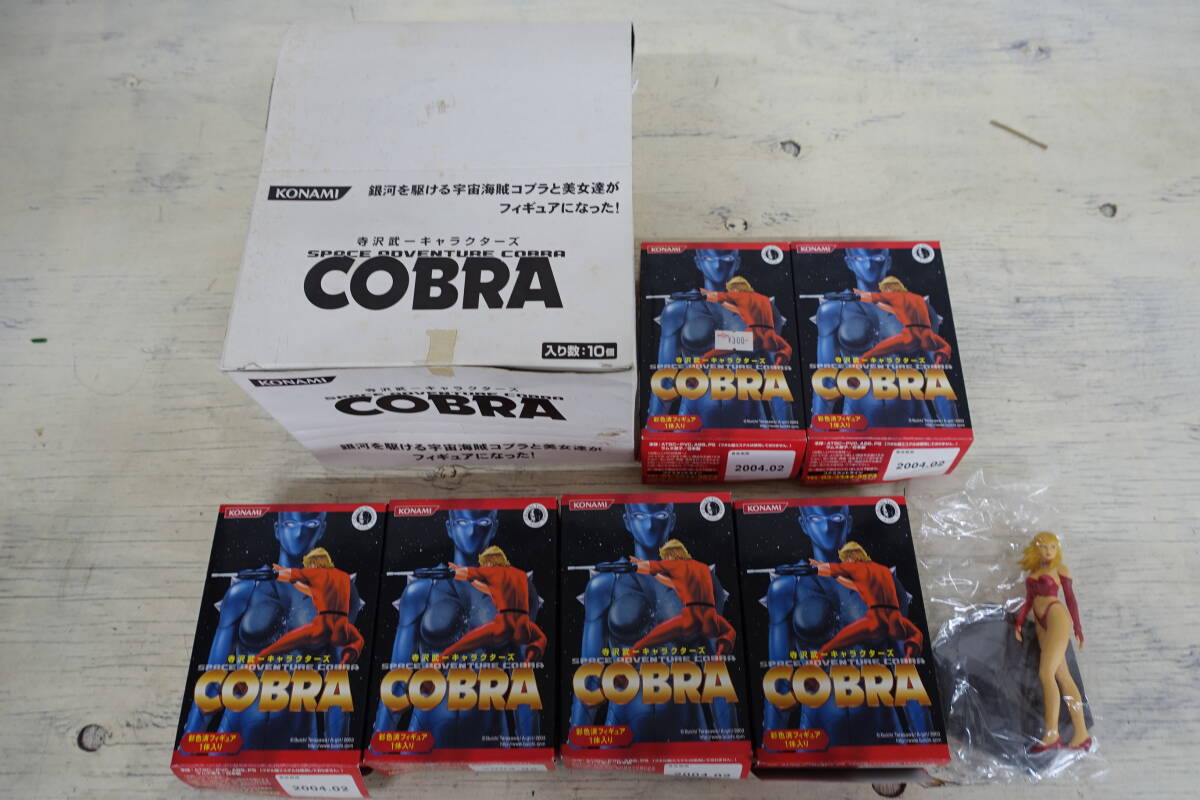 KONAMI
銀河を駆ける宇宙海賊コブラと美女達が
フィギュアになった!
寺沢武一キャラクターズ
SPACE ADVENTURE COBRA
COBRA
入り数:10個
KONAMI
寺沢武一キャラクターズ
SPACE ADVENTURE COBRA
COBRA
銀河を駆ける宇宙海賊コブラと美女達が
フィギュアになった!
KONAMI
¥300-
寺沢武一キャラクターズ
SPACE ADVENTURE COBRA
COBRA
彩色済フィギュア
1体入り
2004.02
KONAMI
寺沢武一キャラクターズ
SPACE ADVENTURE COBRA
COBRA
彩色済フィギュア
1体入り
2004.02
KONAMI
寺沢武一キャラクターズ
SPACE ADVENTURE COBRA
COBRA
彩色済フィギュア
1体入り
2004.02
KONAMI
寺沢武一キャラクターズ
SPACE ADVENTURE COBRA
COBRA
彩色済フィギュア
1体入り
KONAMI
寺沢武一キャラクターズ
SPACE ADVENTURE COBRA
COBRA
彩色済フィギュア
1体入り
2004.02
KONAMI
寺沢武一キャラクターズ
SPACE ADVENTURE COBRA
COBRA
彩色済フィギュア
1体入り